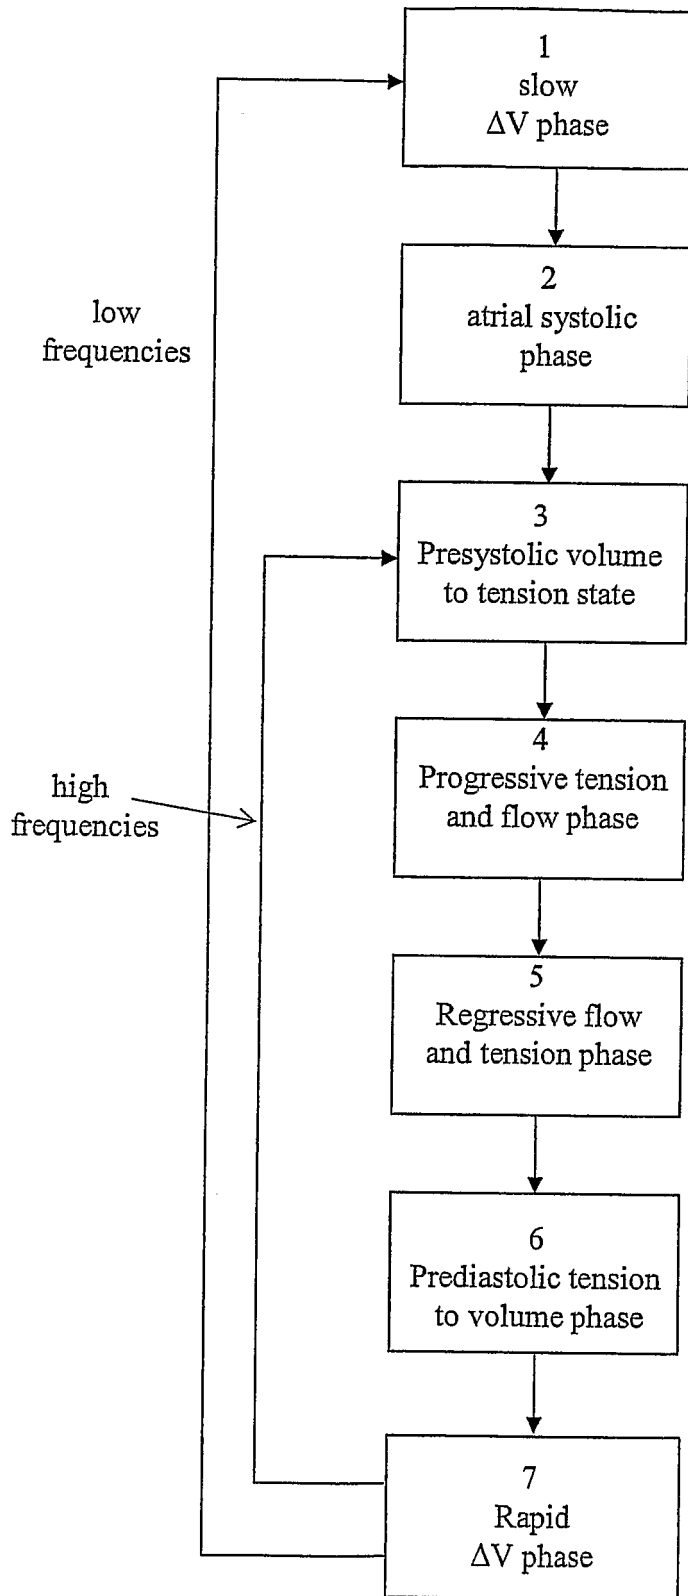 1
slow
ΔV phase
2
atrial systolic
phase
low
frequencies
3
Presystolic volume
to tension state
4
Progressive tension
and flow phase
high
frequencies
5
Regressive flow
and tension phase
6
Prediastolic tension
to volume phase
7
Rapid
ΔV phase